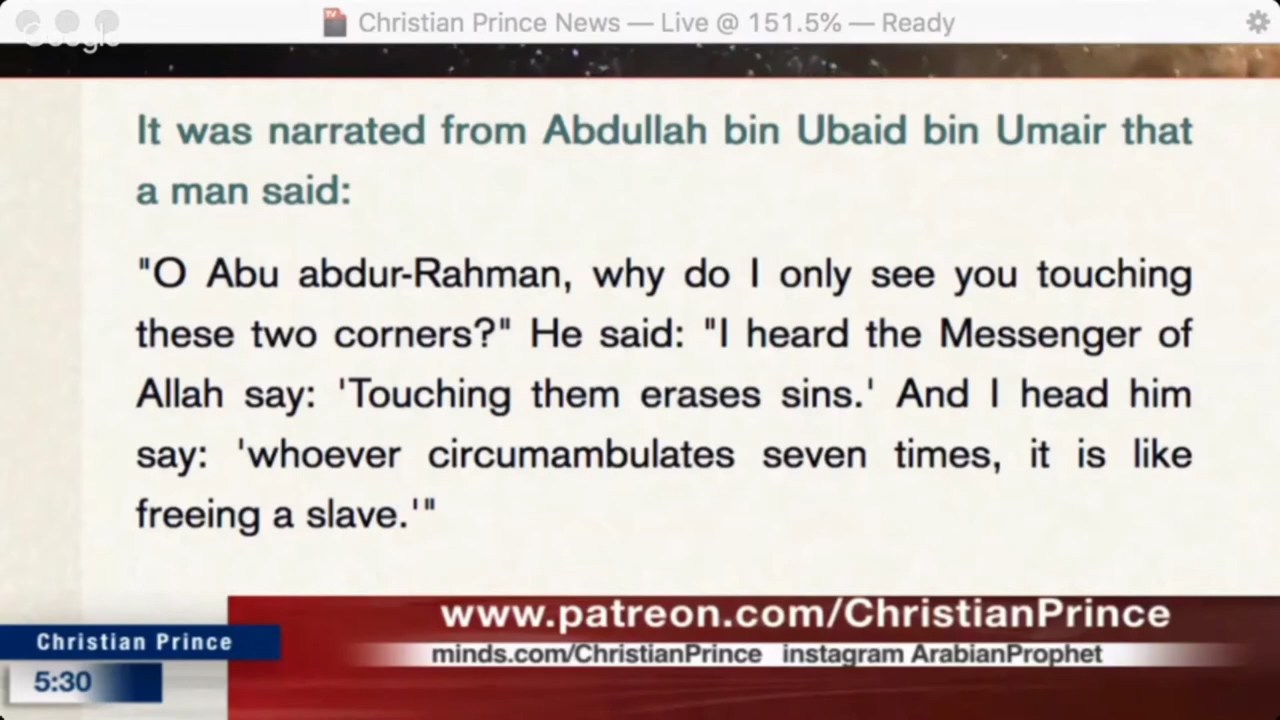 Christian Prince News — Live @ 151.5% — Ready
Google
It was narrated from Abdullah bin Ubaid bin Umair that
a man said:
"O Abu abdur-Rahman, why do I only see you touching
these two corners?" He said: "I heard the Messenger of
Allah say: 'Touching them erases sins.' And I head him
say: 'whoever circumambulates seven times, it is like
freeing a slave.'"
www.patreon.com/ChristianPrince
Christian Prince
minds.com/ChristianPrince instagram ArabianProphet
5:30